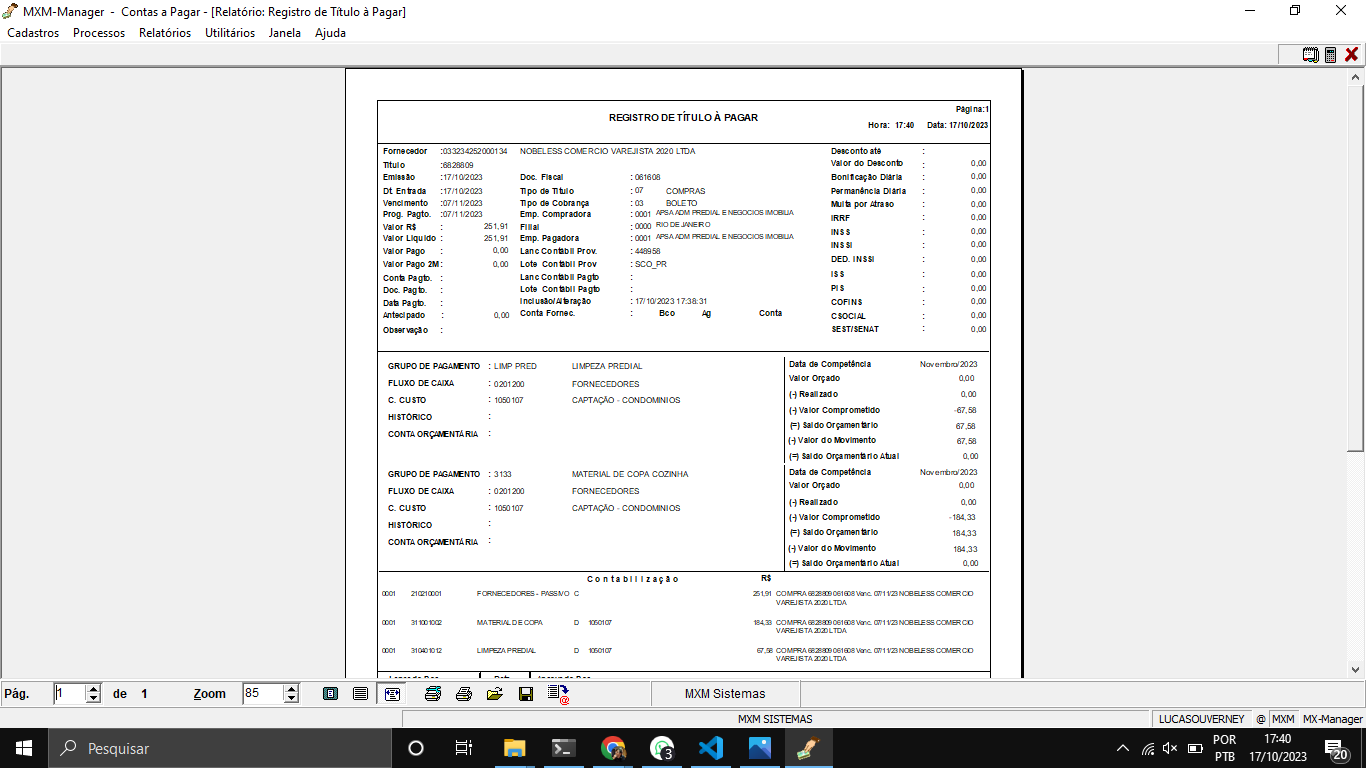 MXM-Manager - Contas a Pagar - [Relatório: Registro de Título à Pagar]
Cadastros Processos Relatórios Utilitários Janela Ajuda
Página:1
REGISTRO DE TÍTULO À PAGAR
Hora: 17:40 Data: 17/10/2023
Fornecedor :033234252000134 NOBELESS COMERCIO VAREJISTA 2020 LTDA Desconto até :
Título :6828809 Valor do Desconto : 0,00
Emissão :17/10/2023 Doc. Fiscal : 061608 Bonificação Diária : 0,00
Dt. Entrada :17/10/2023 Tipo de Titulo : 07 COMPRAS Permanência Diária : 0,00
Vencimento :07/11/2023 Tipo de Cobrança : 03 BOLETO Multa por Atraso : 0,00
Prog. Pagto. :07/11/2023 Emp. Compradora : 0001 APSA ADM PREDIAL E NEGOCIOS IMOBILIA IRRF : 0,00
Valor R$ : 251,91 Filial : 0000 RIO DE JANEIRO INSS : 0,00
Valor Líquido : 251,91 Emp. Pagadora : 0001 APSA ADM PREDIAL E NEGOCIOS IMOBILIA INSSI : 0,00
Valor Pago : 0,00 Lanc Contábil Prov. : 448958 DED. INSSI : 0,00
Valor Pago 2M : 0,00 Lote Contábil Prov : SCO_PR ISS : 0,00
Conta Pagto. : Lanc Contábil Pagto : PIS : 0,00
Doc. Pagto. : Lote Contábil Pagto : COFINS : 0,00
Data Pagto. : Inclusão/Alteração : 17/10/2023 17:38:31 CSOCIAL : 0,00
Antecipado : 0,00 Conta Fornec. : Bco Ag Conta SEST/SENAT : 0,00
Observação :
GRUPO DE PAGAMENTO : LIMP PRED LIMPEZA PREDIAL
FLUXO DE CAIXA : 0201200 FORNECEDORES
C. CUSTO : 1050107 CAPTAÇÃO - CONDOMINIOS
HISTÓRICO :
CONTA ORÇAMENTÁRIA :
Data de Competência Novembro/2023
Valor Orçado 0,00
(-) Realizado 0,00
(-) Valor Comprometido -67,58
(=) Saldo Orçamentário 67,58
(-) Valor do Movimento 67,58
(=) Saldo Orçamentário Atual 0,00
GRUPO DE PAGAMENTO : 3133 MATERIAL DE COPA COZINHA
FLUXO DE CAIXA : 0201200 FORNECEDORES
C. CUSTO : 1050107 CAPTAÇÃO - CONDOMINIOS
HISTÓRICO :
CONTA ORÇAMENTÁRIA :
Data de Competência Novembro/2023
Valor Orçado 0,00
(-) Realizado 0,00
(-) Valor Comprometido -184,33
(=) Saldo Orçamentário 184,33
(-) Valor do Movimento 184,33
(=) Saldo Orçamentário Atual 0,00
Contabilização R$
0001 210210001 FORNECEDORES - PASSIVO C 251,91 COMPRA 6828809 061608 Venc. 07/11/23 NOBELESS COMERCIO
VAREJISTA 2020 LTDA
0001 311001002 MATERIAL DE COPA D 1050107 184,33 COMPRA 6828809 061608 Venc. 07/11/23 NOBELESS COMERCIO
VAREJISTA 2020 LTDA
0001 310401012 LIMPEZA PREDIAL D 1050107 67,58 COMPRA 6828809 061608 Venc. 07/11/23 NOBELESS COMERCIO
VAREJISTA 2020 LTDA
Pág. 1 de 1 Zoom 85 MXM Sistemas
MXM SISTEMAS LUCASOUVERNEY @ MXM MX-Manager
Pesquisar
3
POR
PTB
17:40
17/10/2023
20